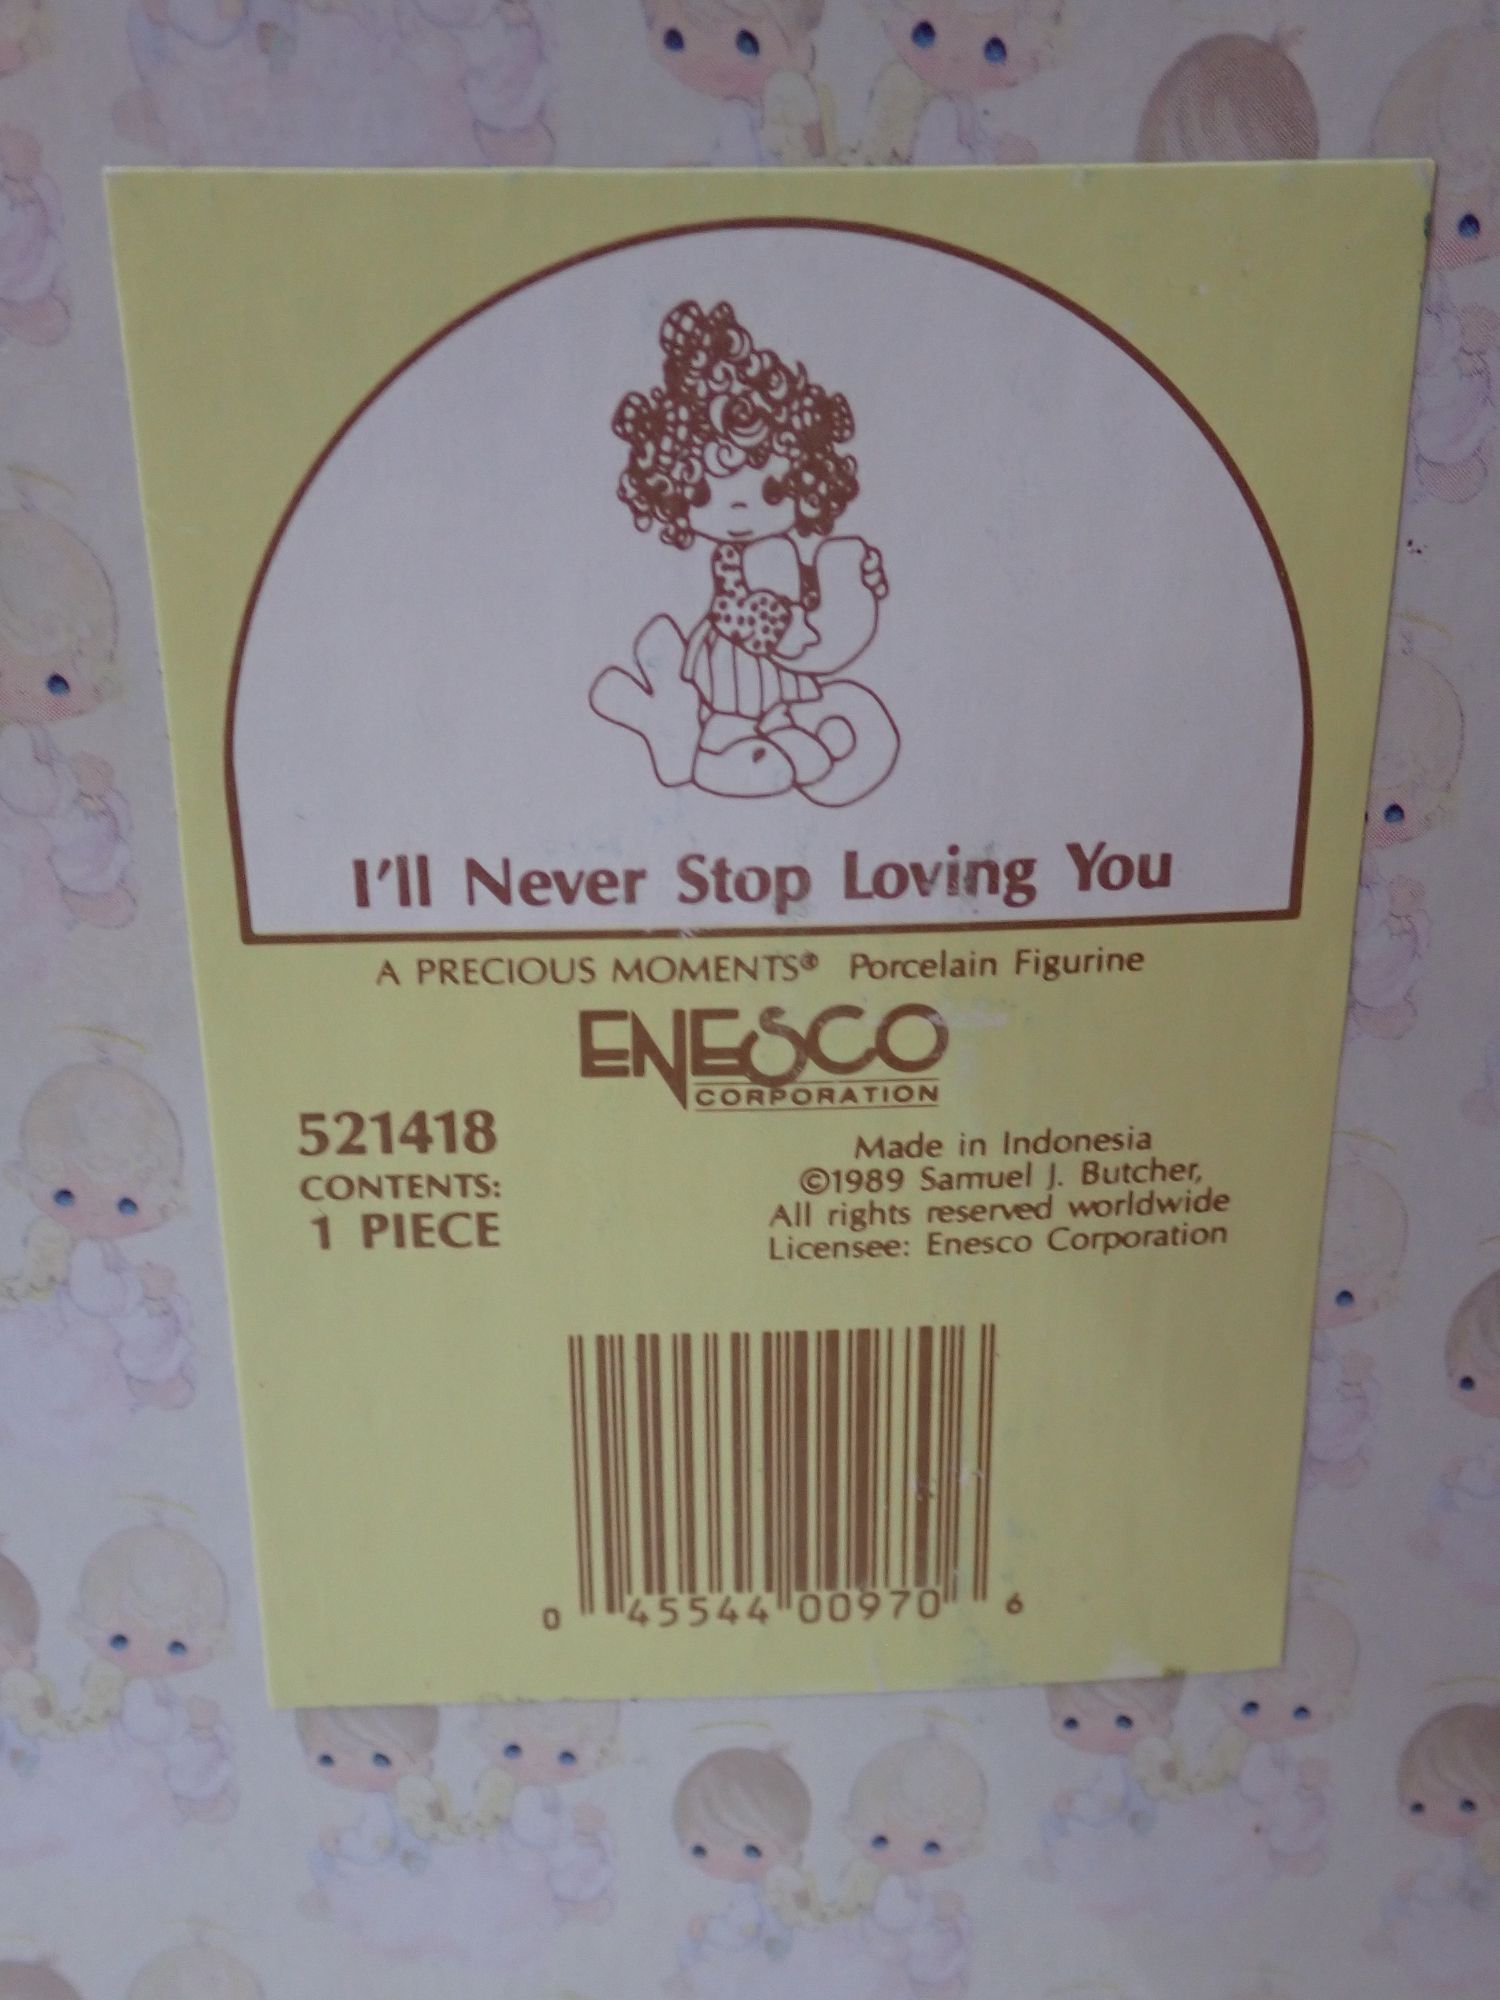 I'll Never Stop Loving You
A PRECIOUS MOMENTS® Porcelain Figurine
ENESCO
CORPORATION
521418
CONTENTS:
1 PIECE
Made in Indonesia
©1989 Samuel J. Butcher,
All rights reserved worldwide
Licensee: Enesco Corporation
0 45544 00970 6